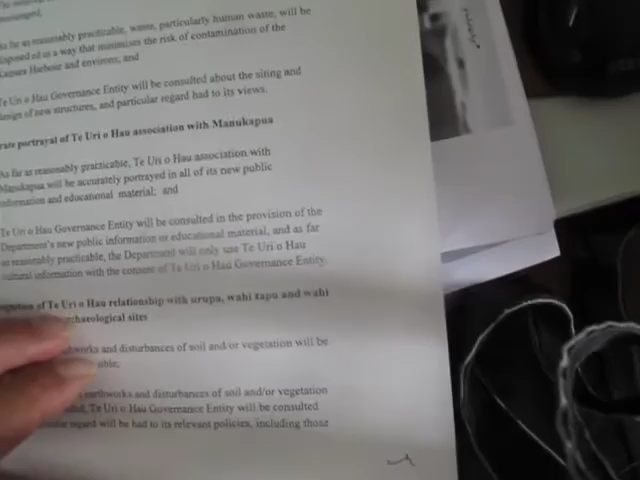 As far as reasonably practicable, waste, particularly human waste, will be
disposed of in a way that minimises the risk of contamination of the
Kaipara Harbour and environs; and
Te Uri o Hau Governance Entity will be consulted about the siting and
design of new structures, and particular regard had to its views.
rate portrayal of Te Uri o Hau association with Manukapua
As far as reasonably practicable, Te Uri o Hau association with
Manukapua will be accurately portrayed in all of its new public
information and educational material; and
Te Uri o Hau Governance Entity will be consulted in the provision of the
Department's new public information or educational material, and as far
as reasonably practicable, the Department will only use Te Uri o Hau
cultural information with the consent of Te Uri o Hau Governance Entity.
gnition of Te Uri o Hau relationship with urupa, wahi tapu and wahi
rchaeological sites
works and disturbances of soil and/or vegetation will be
ible;
earthworks and disturbances of soil and/or vegetation
Te Uri o Hau Governance Entity will be consulted
regard will be had to its relevant policies, including those